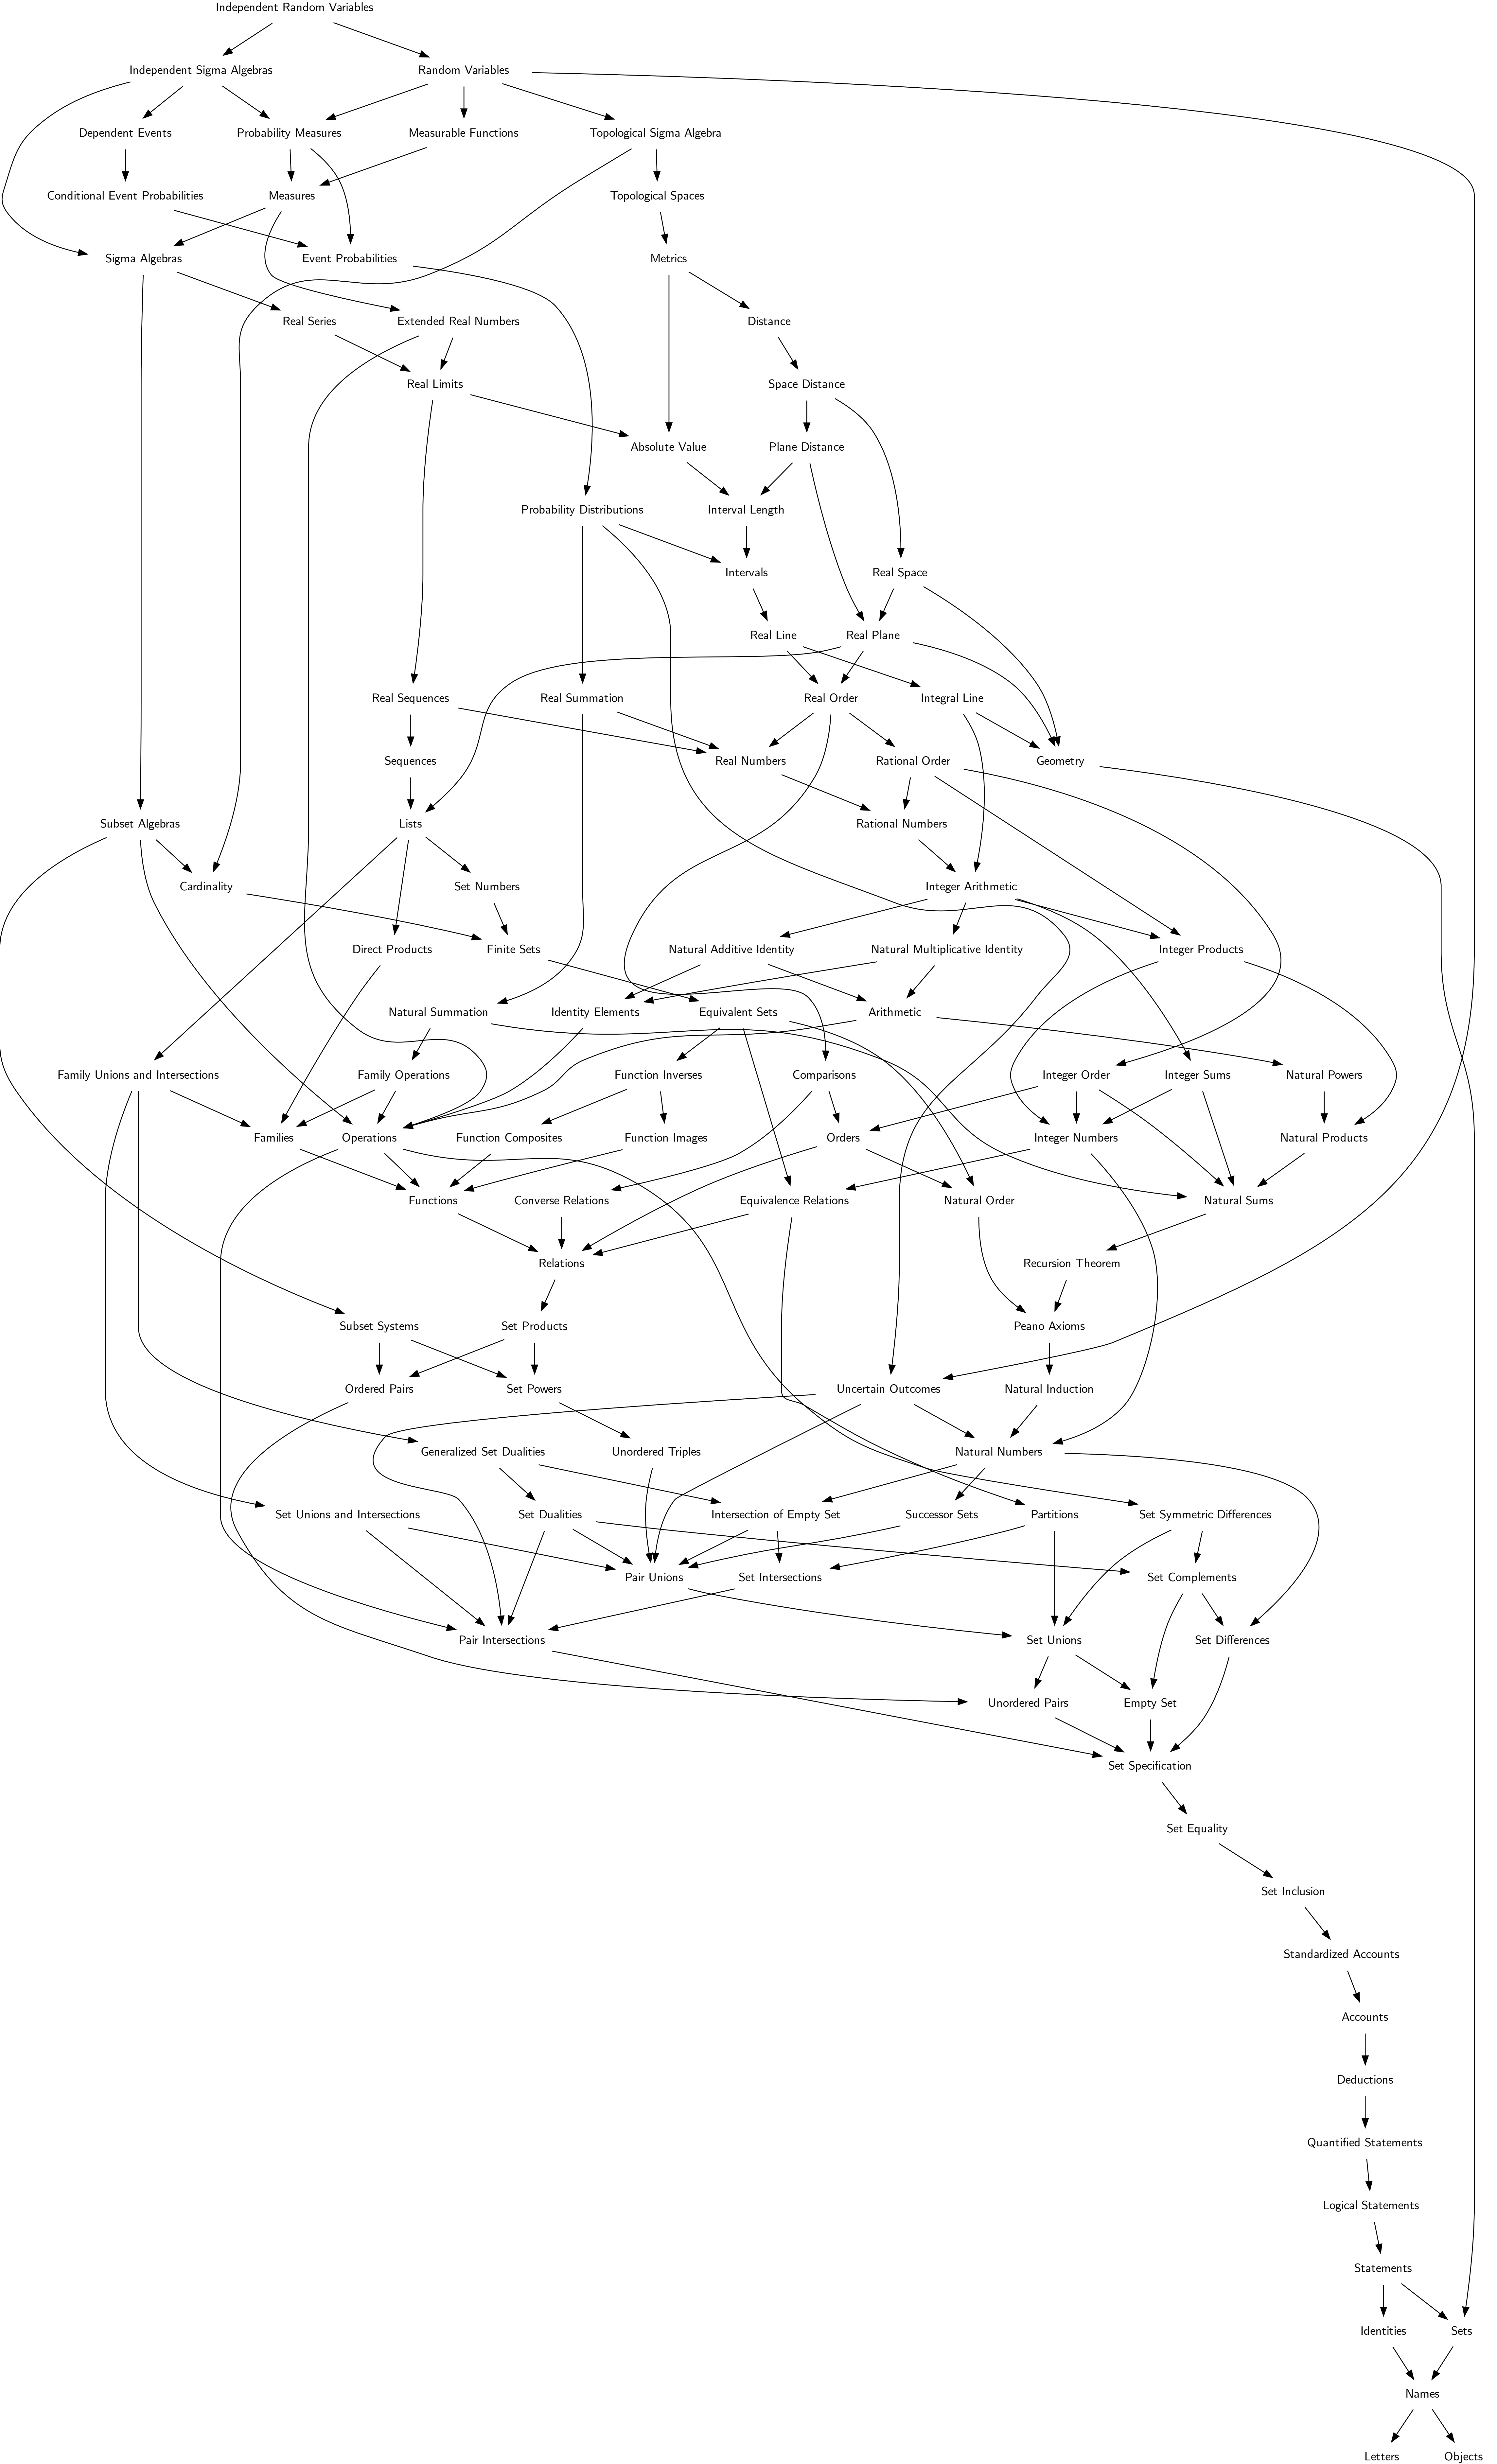 Independent Random Variables
Independent Sigma Algebras
Random Variables
Dependent Events
Probability Measures
Measurable Functions
Topological Sigma Algebra
Conditional Event Probabilities
Measures
Topological Spaces
Sigma Algebras
Event Probabilities
Metrics
Real Series
Extended Real Numbers
Distance
Real Limits
Space Distance
Absolute Value
Plane Distance
Probability Distributions
Interval Length
Intervals
Real Space
Real Line
Real Plane
Real Sequences
Real Summation
Real Order
Integral Line
Sequences
Real Numbers
Rational Order
Geometry
Subset Algebras
Lists
Rational Numbers
Cardinality
Set Numbers
Integer Arithmetic
Direct Products
Finite Sets
Natural Additive Identity
Natural Multiplicative Identity
Integer Products
Natural Summation
Identity Elements
Equivalent Sets
Arithmetic
Family Unions and Intersections
Family Operations
Function Inverses
Comparisons
Integer Order
Integer Sums
Natural Powers
Families
Operations
Function Composites
Function Images
Orders
Integer Numbers
Natural Products
Functions
Converse Relations
Equivalence Relations
Natural Order
Natural Sums
Relations
Recursion Theorem
Subset Systems
Set Products
Peano Axioms
Ordered Pairs
Set Powers
Uncertain Outcomes
Natural Induction
Generalized Set Dualities
Unordered Triples
Natural Numbers
Set Unions and Intersections
Set Dualities
Intersection of Empty Set
Successor Sets
Partitions
Set Symmetric Differences
Pair Unions
Set Intersections
Set Complements
Pair Intersections
Set Unions
Set Differences
Unordered Pairs
Empty Set
Set Specification
Set Equality
Set Inclusion
Standardized Accounts
Accounts
Deductions
Quantified Statements
Logical Statements
Statements
Identities
Sets
Names
Letters
Objects